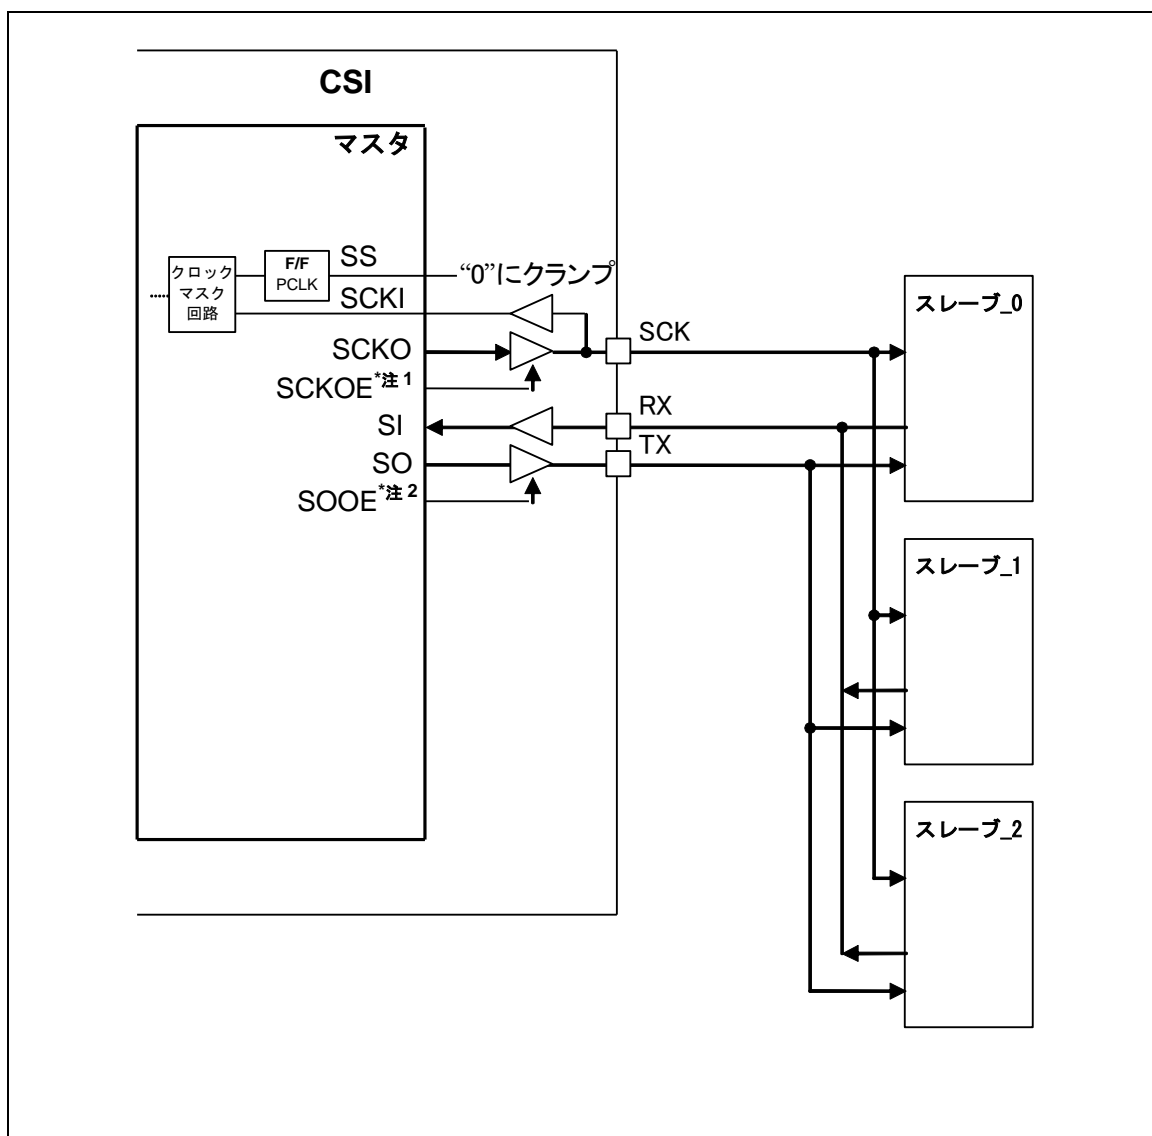 CSI
マスタ
クロック
マスク
回路
F/F
PCLK
SS
“0”にクランプ
SCKI
SCKO
SCKOE*注 1
SI
SO
SOOE*注 2
SCK
RX
TX
スレーブ_0
スレーブ_1
スレーブ_2